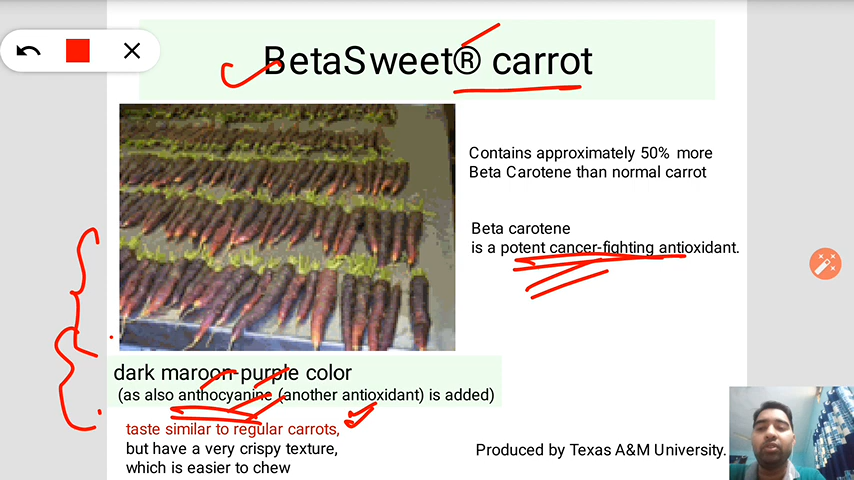 BetaSweet® carrot
Contains approximately 50% more
Beta Carotene than normal carrot
Beta carotene
is a potent cancer-fighting antioxidant.
dark maroon-purple color
(as also anthocyanine (another antioxidant) is added)
taste similar to regular carrots,
but have a very crispy texture,
which is easier to chew
Produced by Texas A&M University.